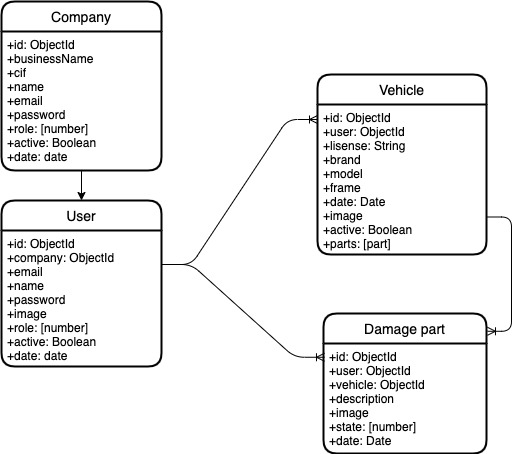 Company
+id: ObjectId
+businessName
+cif
+name
+email
+password
+role: [number]
+active: Boolean
+date: date
User
+id: ObjectId
+company: ObjectId
+email
+name
+password
+image
+role: [number]
+active: Boolean
+date: date
Vehicle
+id: ObjectId
+user: ObjectId
+lisense: String
+brand
+model
+frame
+date: Date
+image
+active: Boolean
+parts: [part]
Damage part
+id: ObjectId
+user: ObjectId
+vehicle: ObjectId
+description
+image
+state: [number]
+date: Date